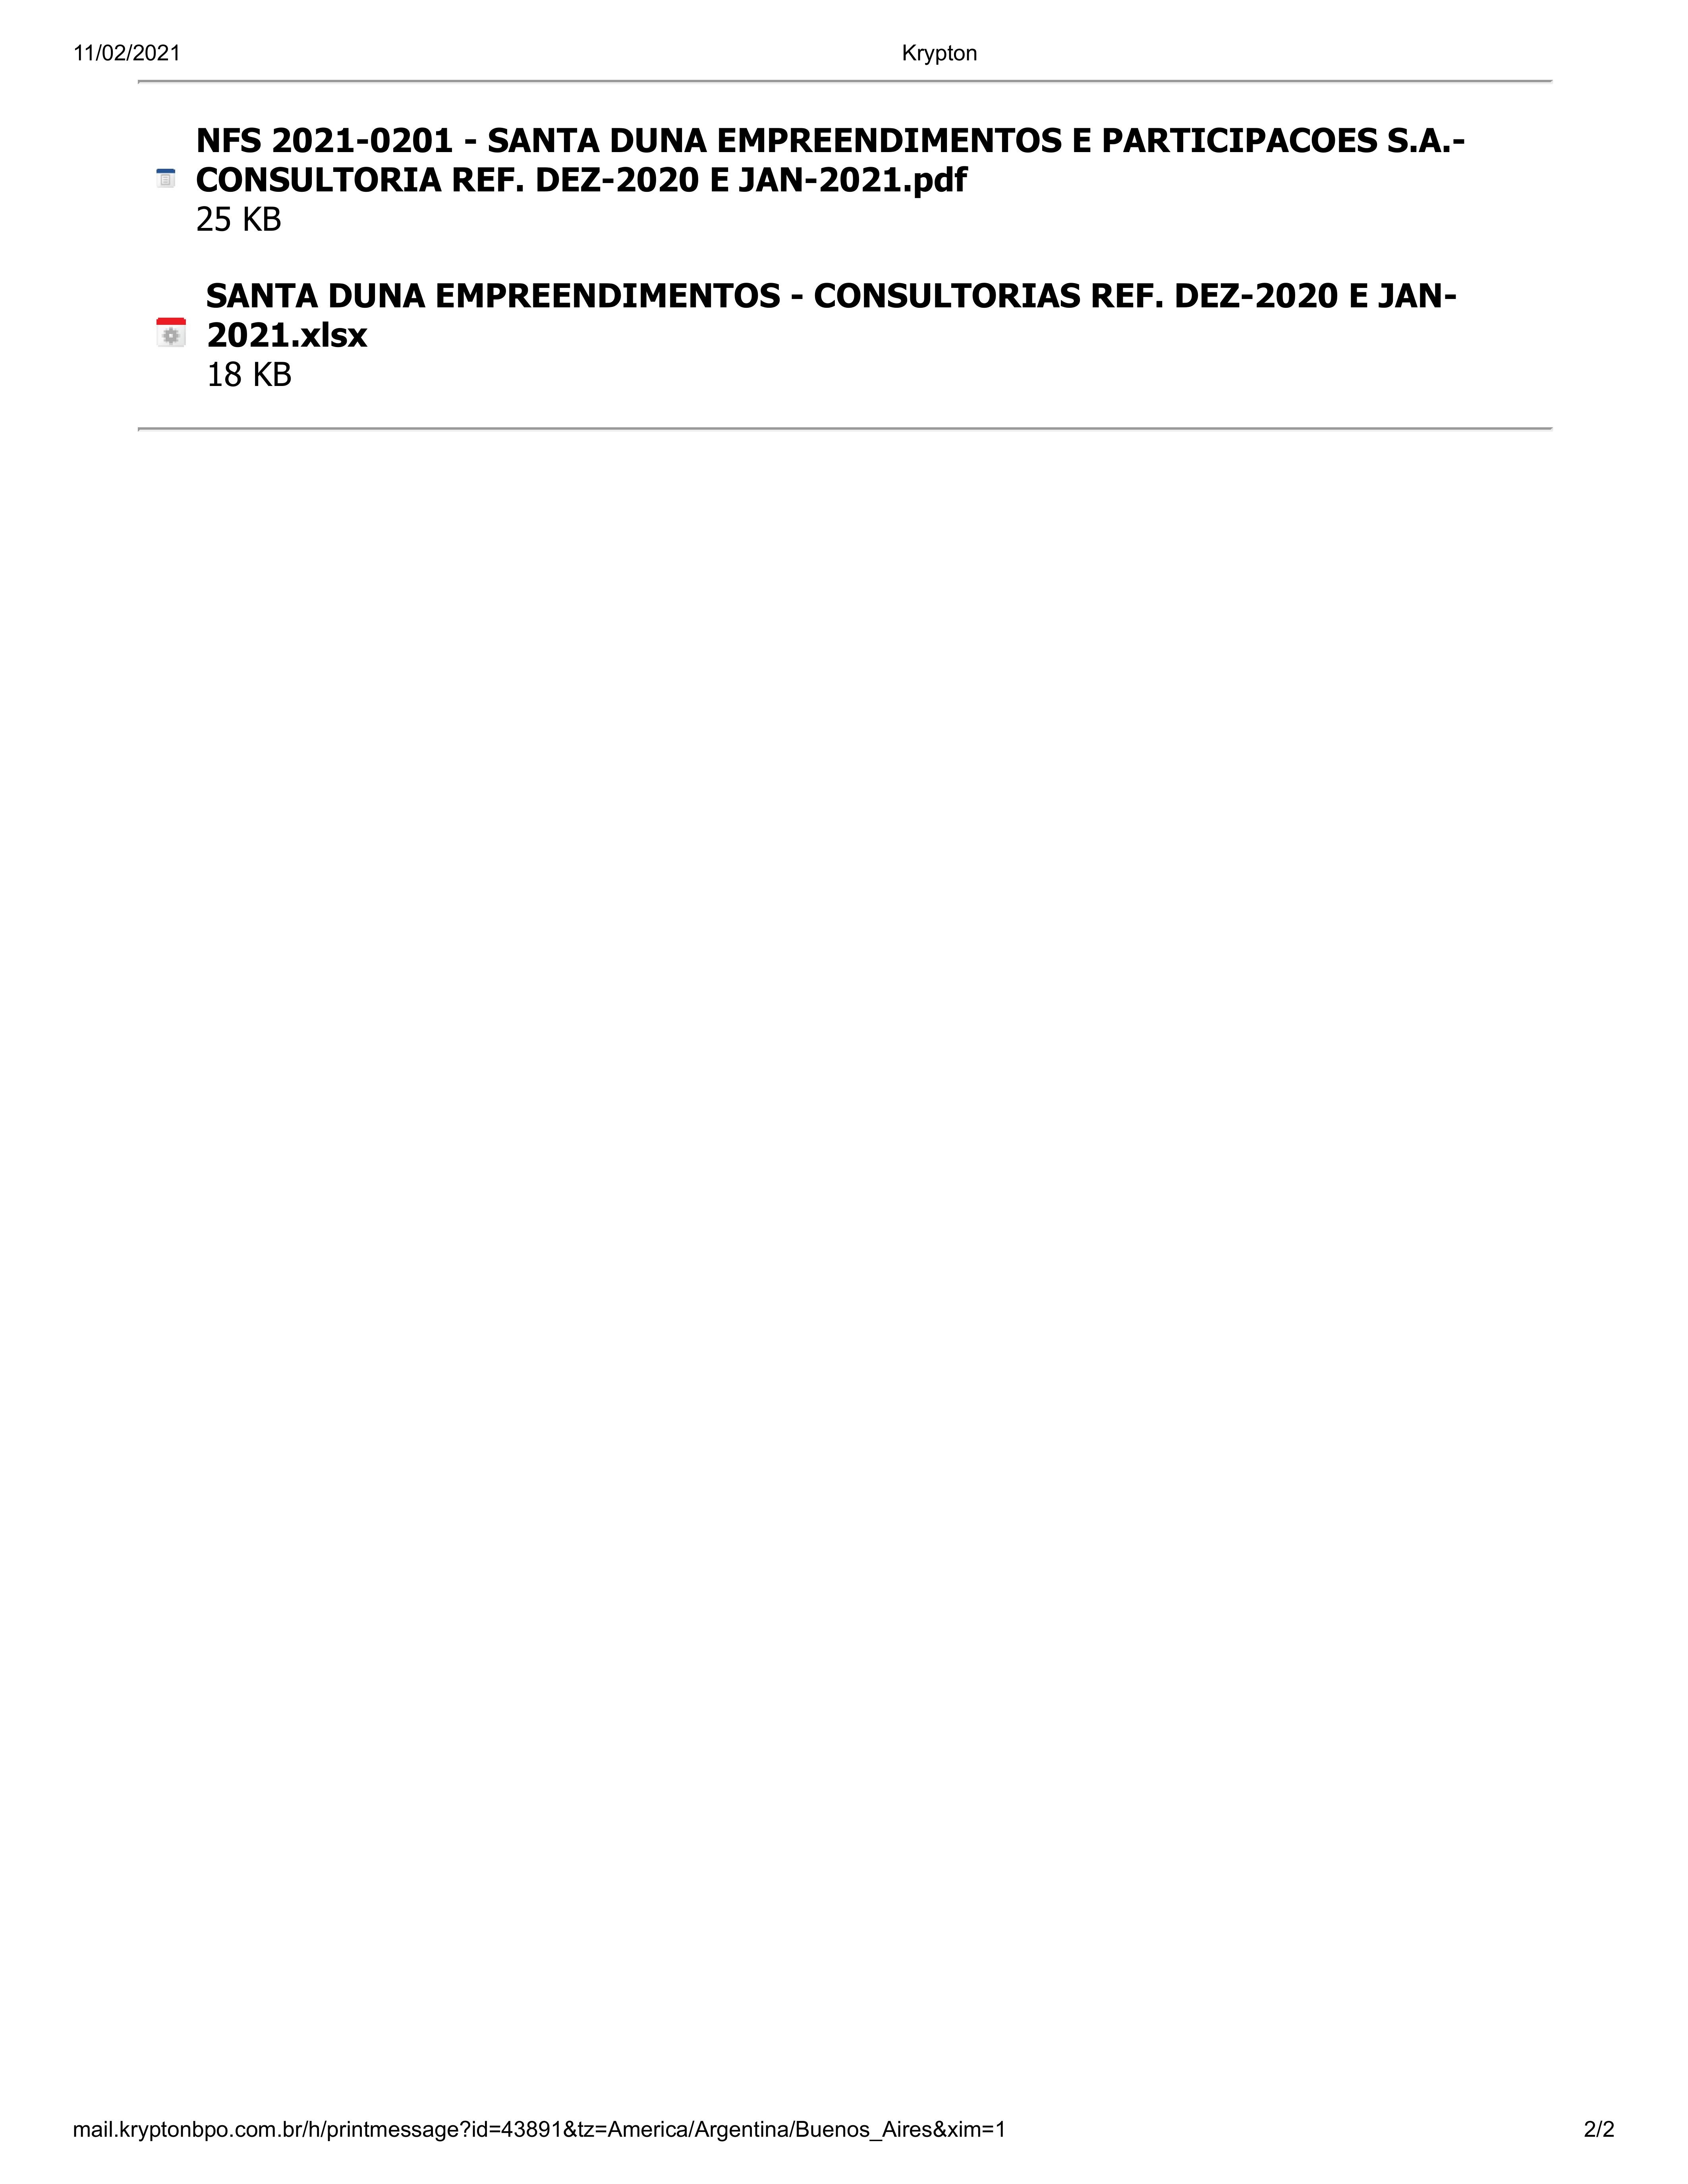 11/02/2021 Krypton
NFS 2021-0201 - SANTA DUNA EMPREENDIMENTOS E PARTICIPACOES S.A.-
CONSULTORIA REF. DEZ-2020 E JAN-2021.pdf
25 KB
SANTA DUNA EMPREENDIMENTOS - CONSULTORIAS REF. DEZ-2020 E JAN-
2021.xlsx
18 KB
mail.kryptonbpo.com.br/h/printmessage?id=43891&tz=America/Argentina/Buenos_Aires&xim=1 2/2